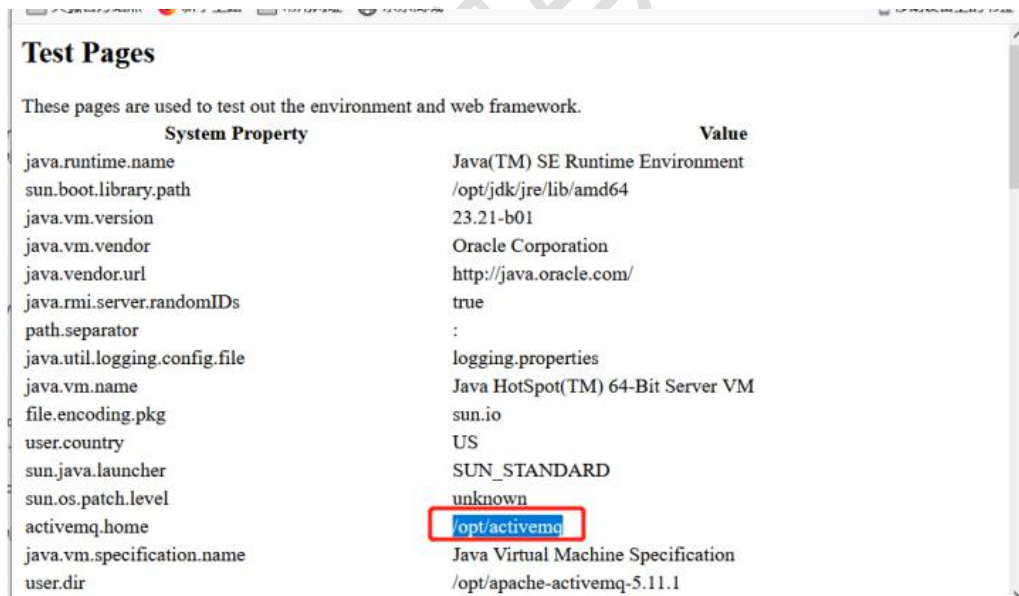 Test Pages
These pages are used to test out the environment and web framework.
System Property Value
java.runtime.name Java(TM) SE Runtime Environment
sun.boot.library.path /opt/jdk/jre/lib/amd64
java.vm.version 23.21-b01
java.vm.vendor Oracle Corporation
java.vendor.url http://java.oracle.com/
java.rmi.server.randomIDs true
path.separator :
java.util.logging.config.file logging.properties
java.vm.name Java HotSpot(TM) 64-Bit Server VM
file.encoding.pkg sun.io
user.country US
sun.java.launcher SUN_STANDARD
sun.os.patch.level unknown
activemq.home /opt/activemq
java.vm.specification.name Java Virtual Machine Specification
user.dir /opt/apache-activemq-5.11.1